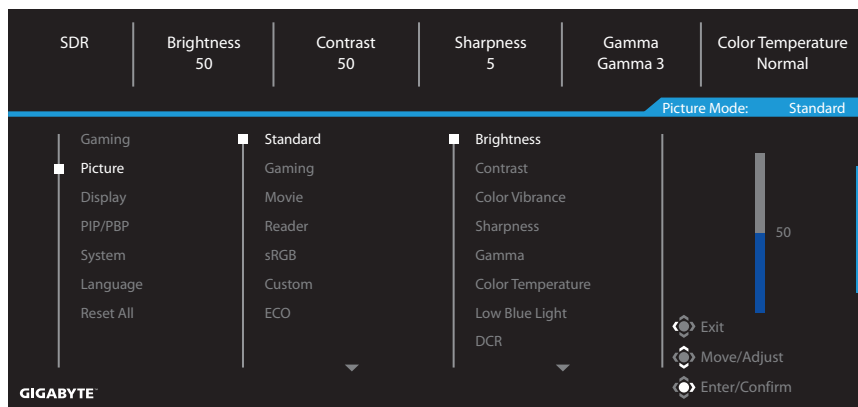 SDR
Brightness
50
Contrast
50
Sharpness
5
Gamma
Gamma 3
Color Temperature
Normal
Picture Mode: Standard
Gaming
Picture
Display
PIP/PBP
System
Language
Reset All
Standard
Gaming
Movie
Reader
sRGB
Custom
ECO
Brightness
Contrast
Color Vibrance
Sharpness
Gamma
Color Temperature
Low Blue Light
DCR
50
Exit
Move/Adjust
Enter/Confirm
GIGABYTE™